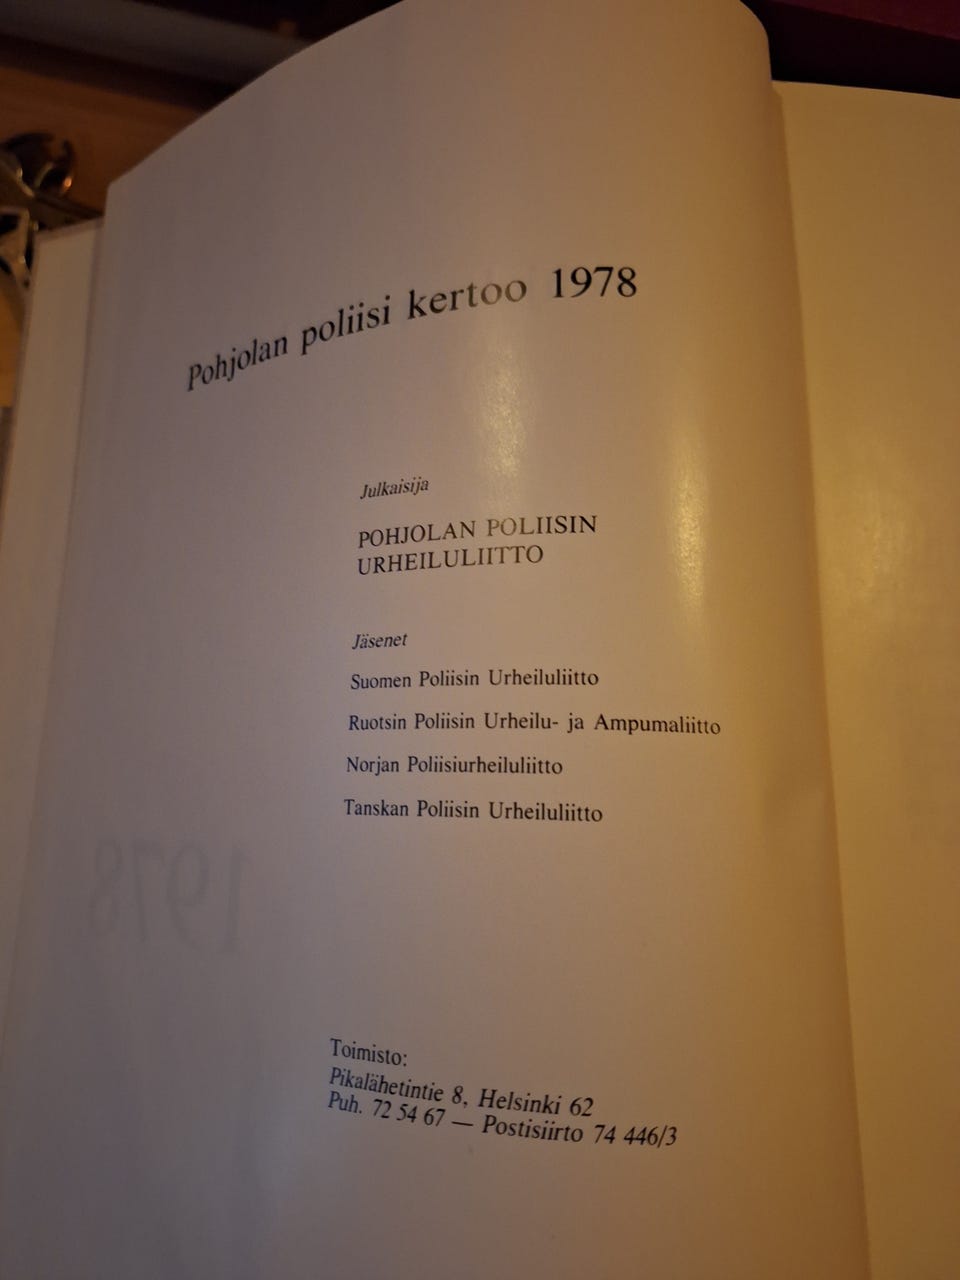 Pohjolan poliisi kertoo 1978
Julkaisija
POHJOLAN POLIISIN
URHEILULIITTO
Jäsenet
Suomen Poliisin Urheiluliitto
Ruotsin Poliisin Urheilu- ja Ampumaliitto
Norjan Poliisiurheiluliitto
Tanskan Poliisin Urheiluliitto
1978
Toimisto:
Pikalähetintie 8, Helsinki 62
Puh. 72 54 67 — Postisiirto 74 446/3